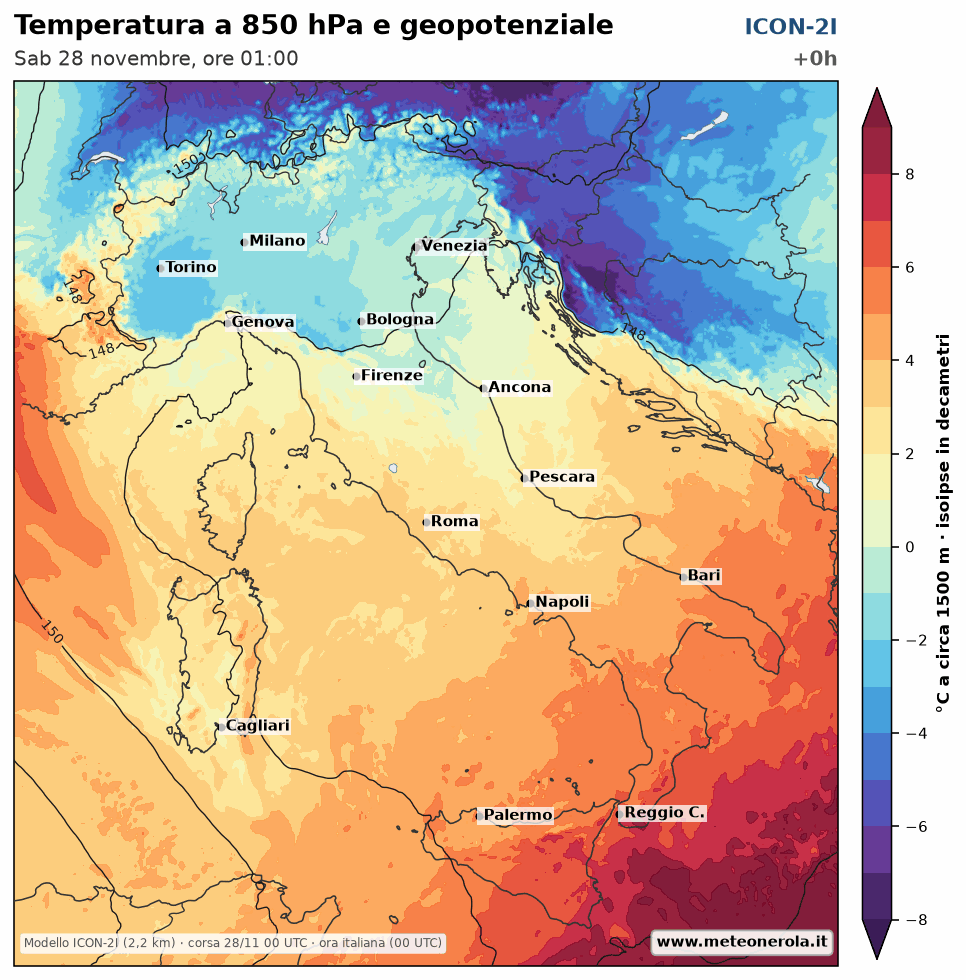 Temperatura a 850 hPa e geopotenziale
ICON-2I
Sab 28 novembre, ore 01:00
+0h
150
Milano
Venezia
Torino
148
Genova
Bologna
148
148
Firenze
Ancona
Pescara
Roma
Bari
Napoli
150
Cagliari
Palermo
Reggio C.
Modello ICON-2I (2,2 km) · corsa 28/11 00 UTC · ora italiana (00 UTC)
www.meteonerola.it
8
6
4
2
0
−2
−4
−6
−8
°C a circa 1500 m · isoipse in decametri